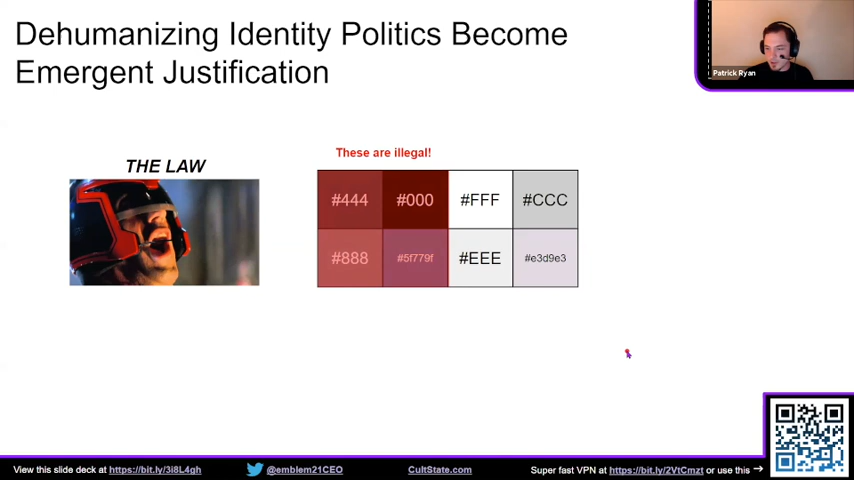 Dehumanizing Identity Politics Become
Emergent Justification
Patrick Ryan
These are illegal!
THE LAW
#444 #000 #FFF #CCC
#888 #5f779f #EEE #e3d9e3
View this slide deck at https://bit.ly/3i8L4gh @emblem21CEO CultState.com Super fast VPN at https://bit.ly/2VtCmzt or use this